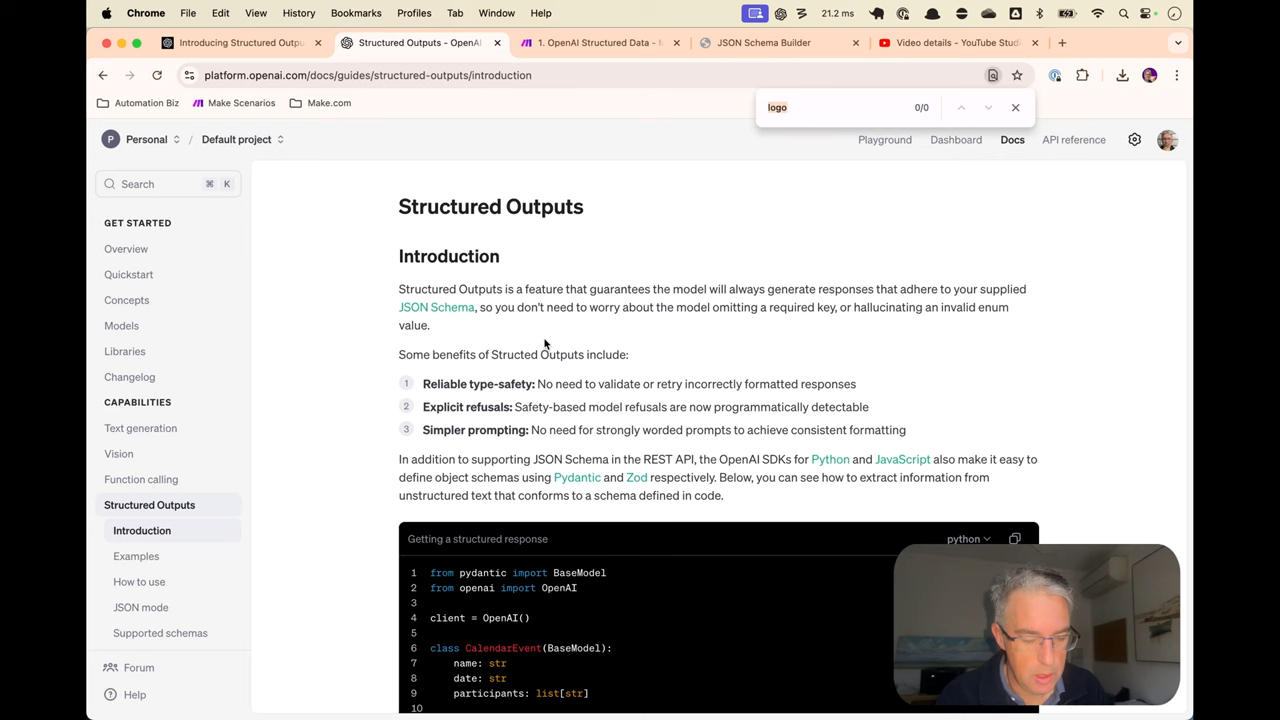 Chrome File Edit View History Bookmarks Profiles Tab Window Help 21.2 ms
Introducing Structured Outpu
Structured Outputs - OpenAI
1. OpenAI Structured Data - M
JSON Schema Builder
Video details - YouTube Studi
platform.openai.com/docs/guides/structured-outputs/introduction
Automation Biz Make Scenarios Make.com
logo 0/0
P Personal / Default project
Playground Dashboard Docs API reference
Search ⌘ K
GET STARTED
Overview
Quickstart
Concepts
Models
Libraries
Changelog
CAPABILITIES
Text generation
Vision
Function calling
Structured Outputs
Introduction
Examples
How to use
JSON mode
Supported schemas
Forum
Help
Structured Outputs
Introduction
Structured Outputs is a feature that guarantees the model will always generate responses that adhere to your supplied
JSON Schema, so you don't need to worry about the model omitting a required key, or hallucinating an invalid enum
value.
Some benefits of Structed Outputs include:
1 Reliable type-safety: No need to validate or retry incorrectly formatted responses
2 Explicit refusals: Safety-based model refusals are now programmatically detectable
3 Simpler prompting: No need for strongly worded prompts to achieve consistent formatting
In addition to supporting JSON Schema in the REST API, the OpenAI SDKs for Python and JavaScript also make it easy to
define object schemas using Pydantic and Zod respectively. Below, you can see how to extract information from
unstructured text that conforms to a schema defined in code.
Getting a structured response python
1 from pydantic import BaseModel
2 from openai import OpenAI
3
4 client = OpenAI()
5
6 class CalendarEvent(BaseModel):
7 name: str
8 date: str
9 participants: list[str]
10